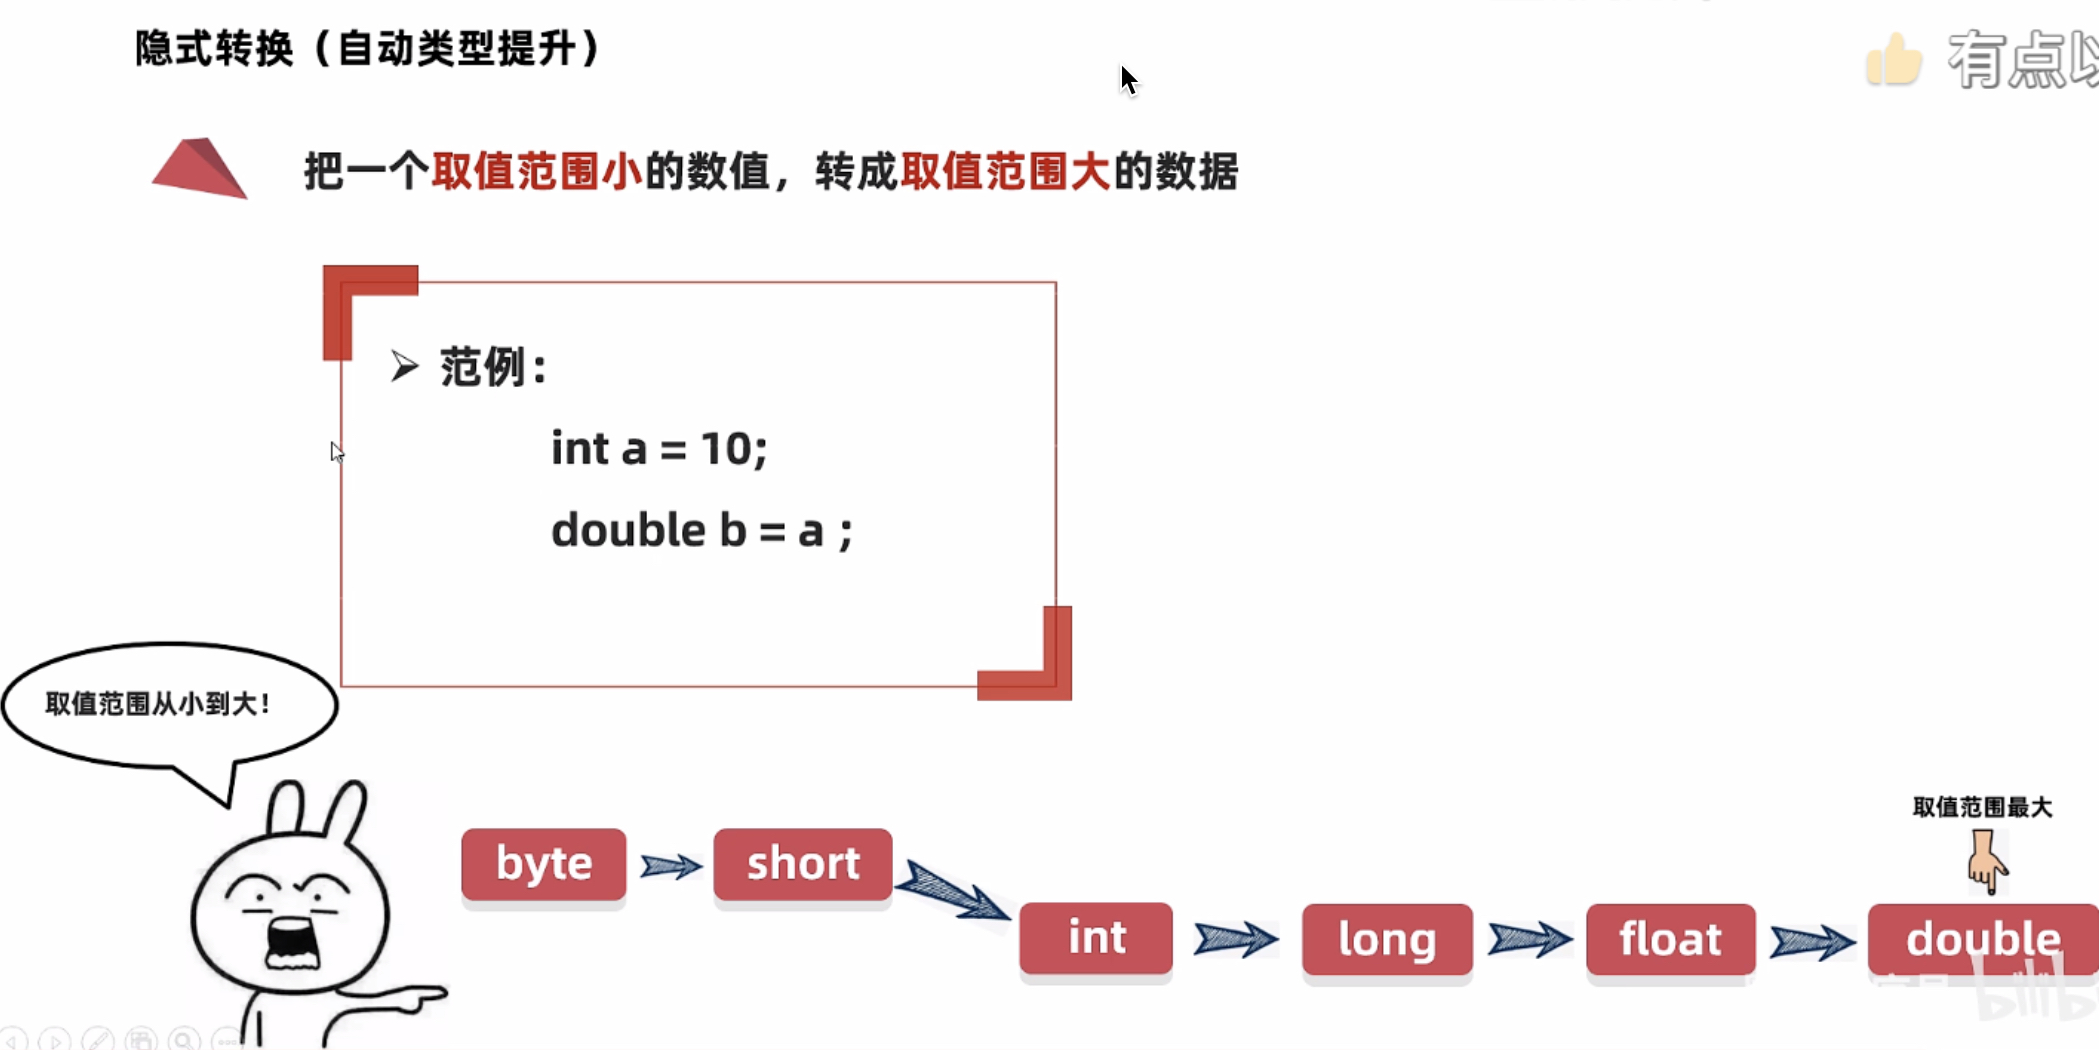 隐式转换（自动类型提升）
有点
把一个取值范围小的数值，转成取值范围大的数据
范例：
int a = 10;
double b = a ;
取值范围从小到大！
取值范围最大
byte
short
int
long
float
double
bilibili